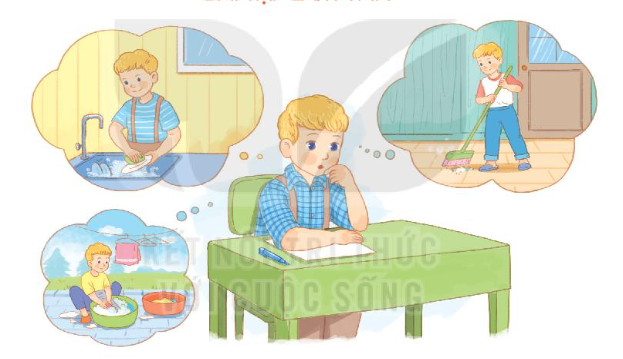 KẾT NỐI TRI THỨC
VỚI CUỘC SỐNG